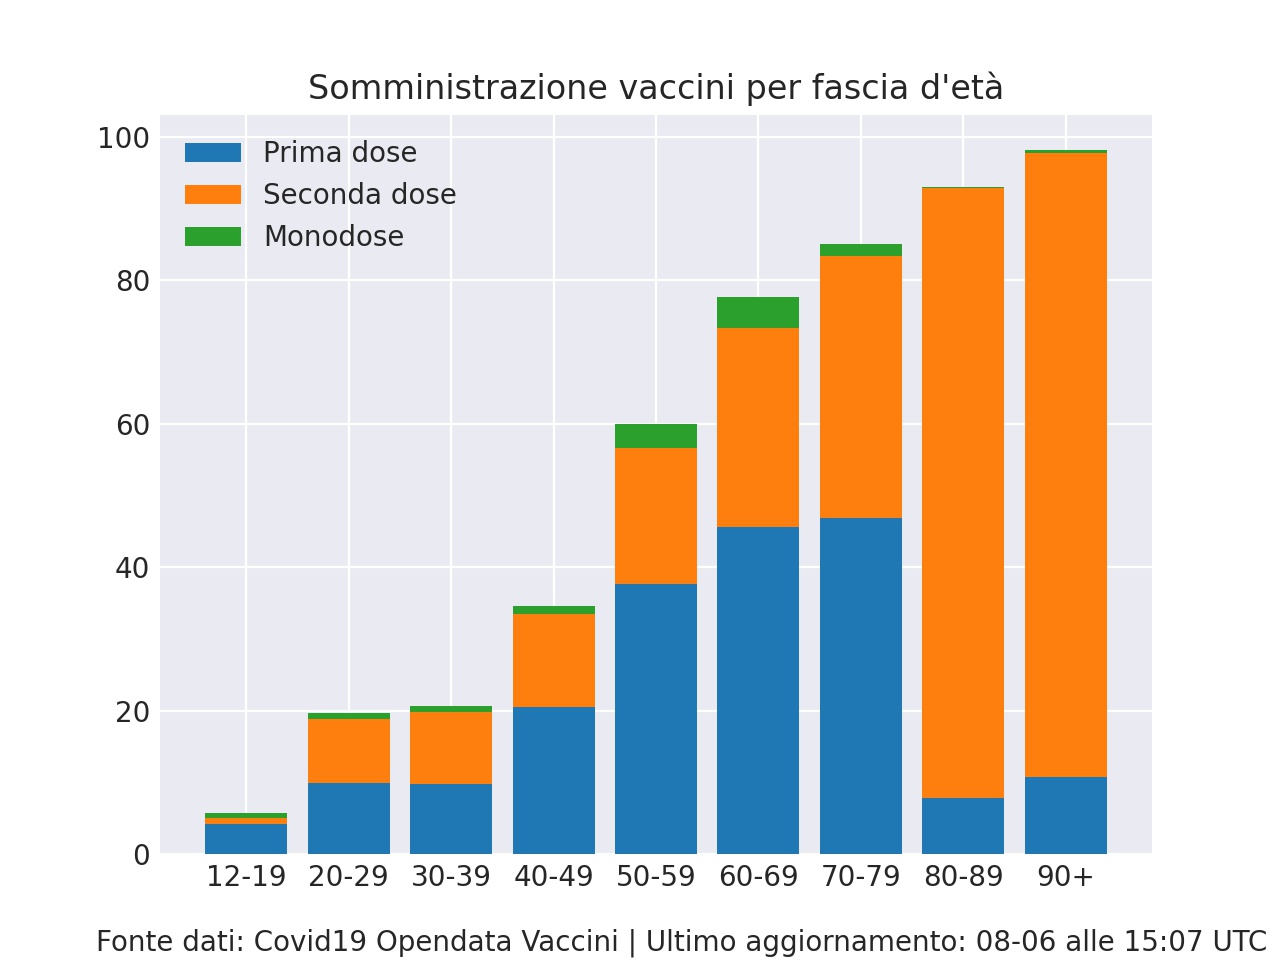 Somministrazione vaccini per fascia d'età
Prima dose
Seconda dose
Monodose
100
80
60
40
20
0
12-19 20-29 30-39 40-49 50-59 60-69 70-79 80-89 90+
Fonte dati: Covid19 Opendata Vaccini | Ultimo aggiornamento: 08-06 alle 15:07 UTC